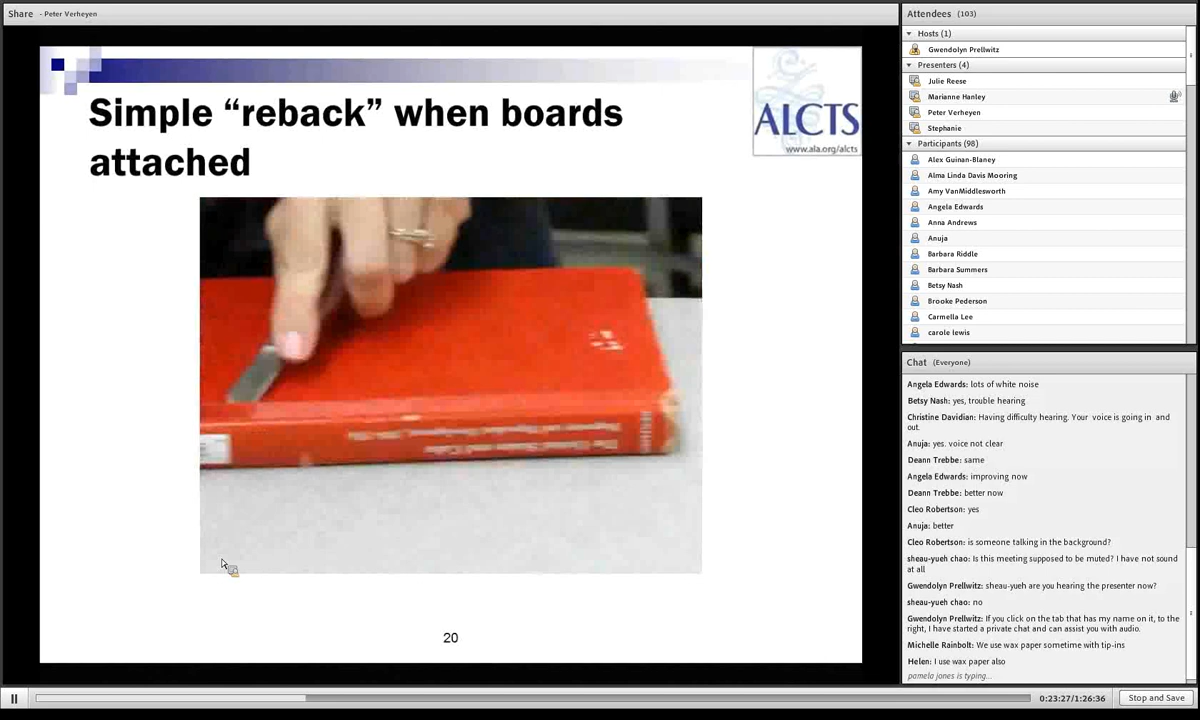 Share - Peter Verheyen
Simple “reback” when boards
attached
ALCTS
www.ala.org/alcts
20
Attendees (103)
Hosts (1)
Gwendolyn Prellwitz
Presenters (4)
Julie Reese
Marianne Hanley
Peter Verheyen
Stephanie
Participants (98)
Alex Guinan-Blaney
Alma Linda Davis Mooring
Amy VanMiddlesworth
Angela Edwards
Anna Andrews
Anuja
Barbara Riddle
Barbara Summers
Betsy Nash
Brooke Pederson
Carmella Lee
carole lewis
Chat (Everyone)
Angela Edwards: lots of white noise
Betsy Nash: yes, trouble hearing
Christine Davidian: Having difficulty hearing. Your voice is going in and
out.
Anuja: yes. voice not clear
Deann Trebbe: same
Angela Edwards: improving now
Deann Trebbe: better now
Cleo Robertson: yes
Anuja: better
Cleo Robertson: is someone talking in the background?
sheau-yueh chao: Is this meeting supposed to be muted? I have not sound
at all
Gwendolyn Prellwitz: sheau-yueh are you hearing the presenter now?
sheau-yueh chao: no
Gwendolyn Prellwitz: If you click on the tab that has my name on it, to the
right, I have started a private chat and can assist you with audio.
Michelle Rainbolt: We use wax paper sometime with tip-ins
Helen: I use wax paper also
pamela jones is typing...
0:23:27/1:26:36
Stop and Save